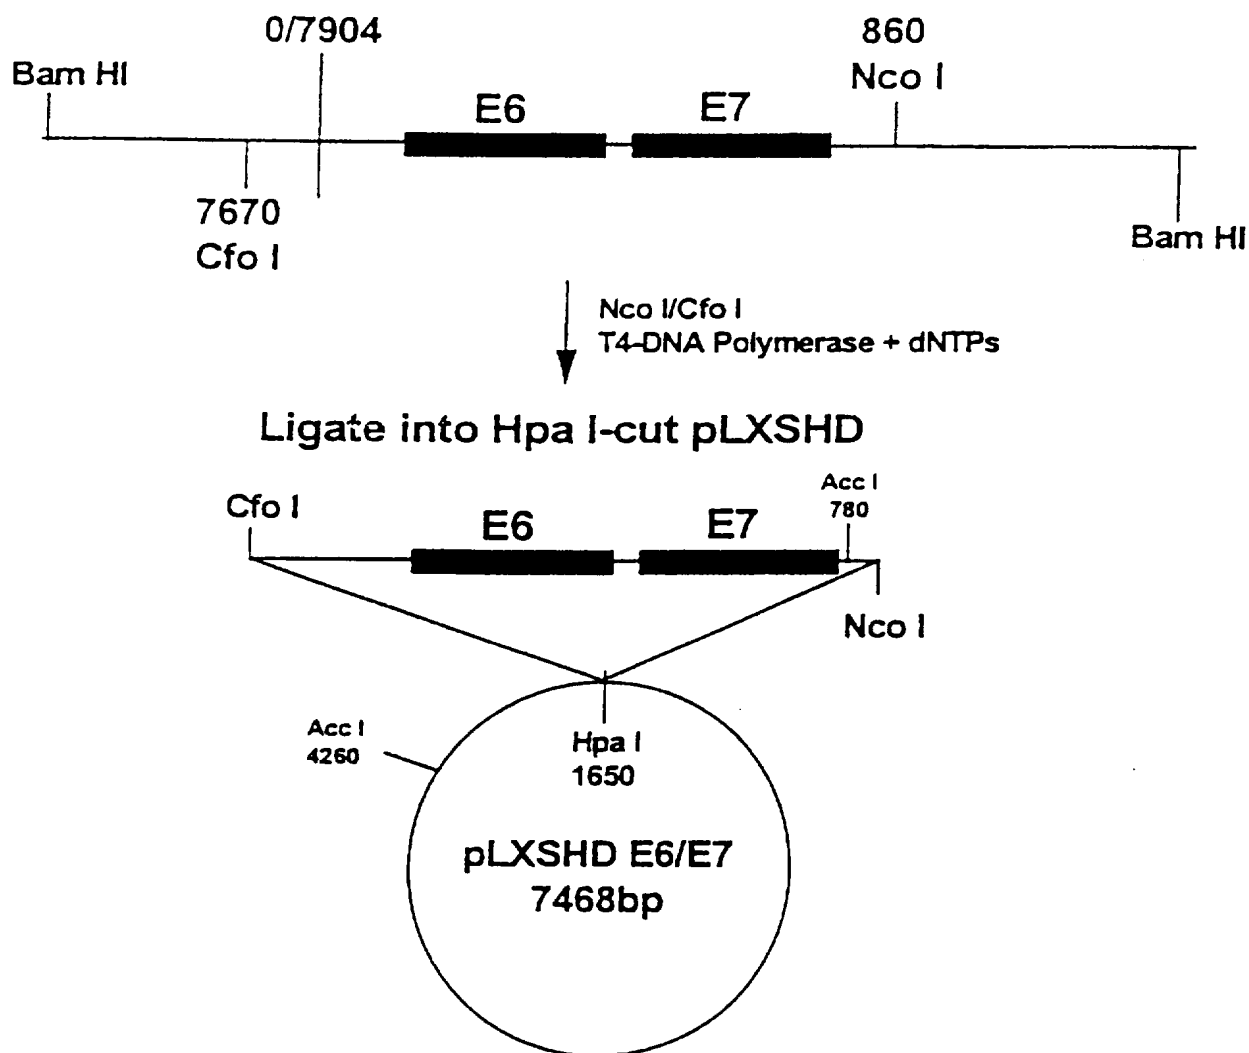 0/7904
860
Bam HI
Nco I
E6
E7
7670
Cfo I
Bam HI
Nco I/Cfo I
T4-DNA Polymerase + dNTPs
Ligate into Hpa I-cut pLXSHD
Acc I
780
Cfo I
E6
E7
Nco I
Acc I
4260
Hpa I
1650
pLXSHD E6/E7
7468bp